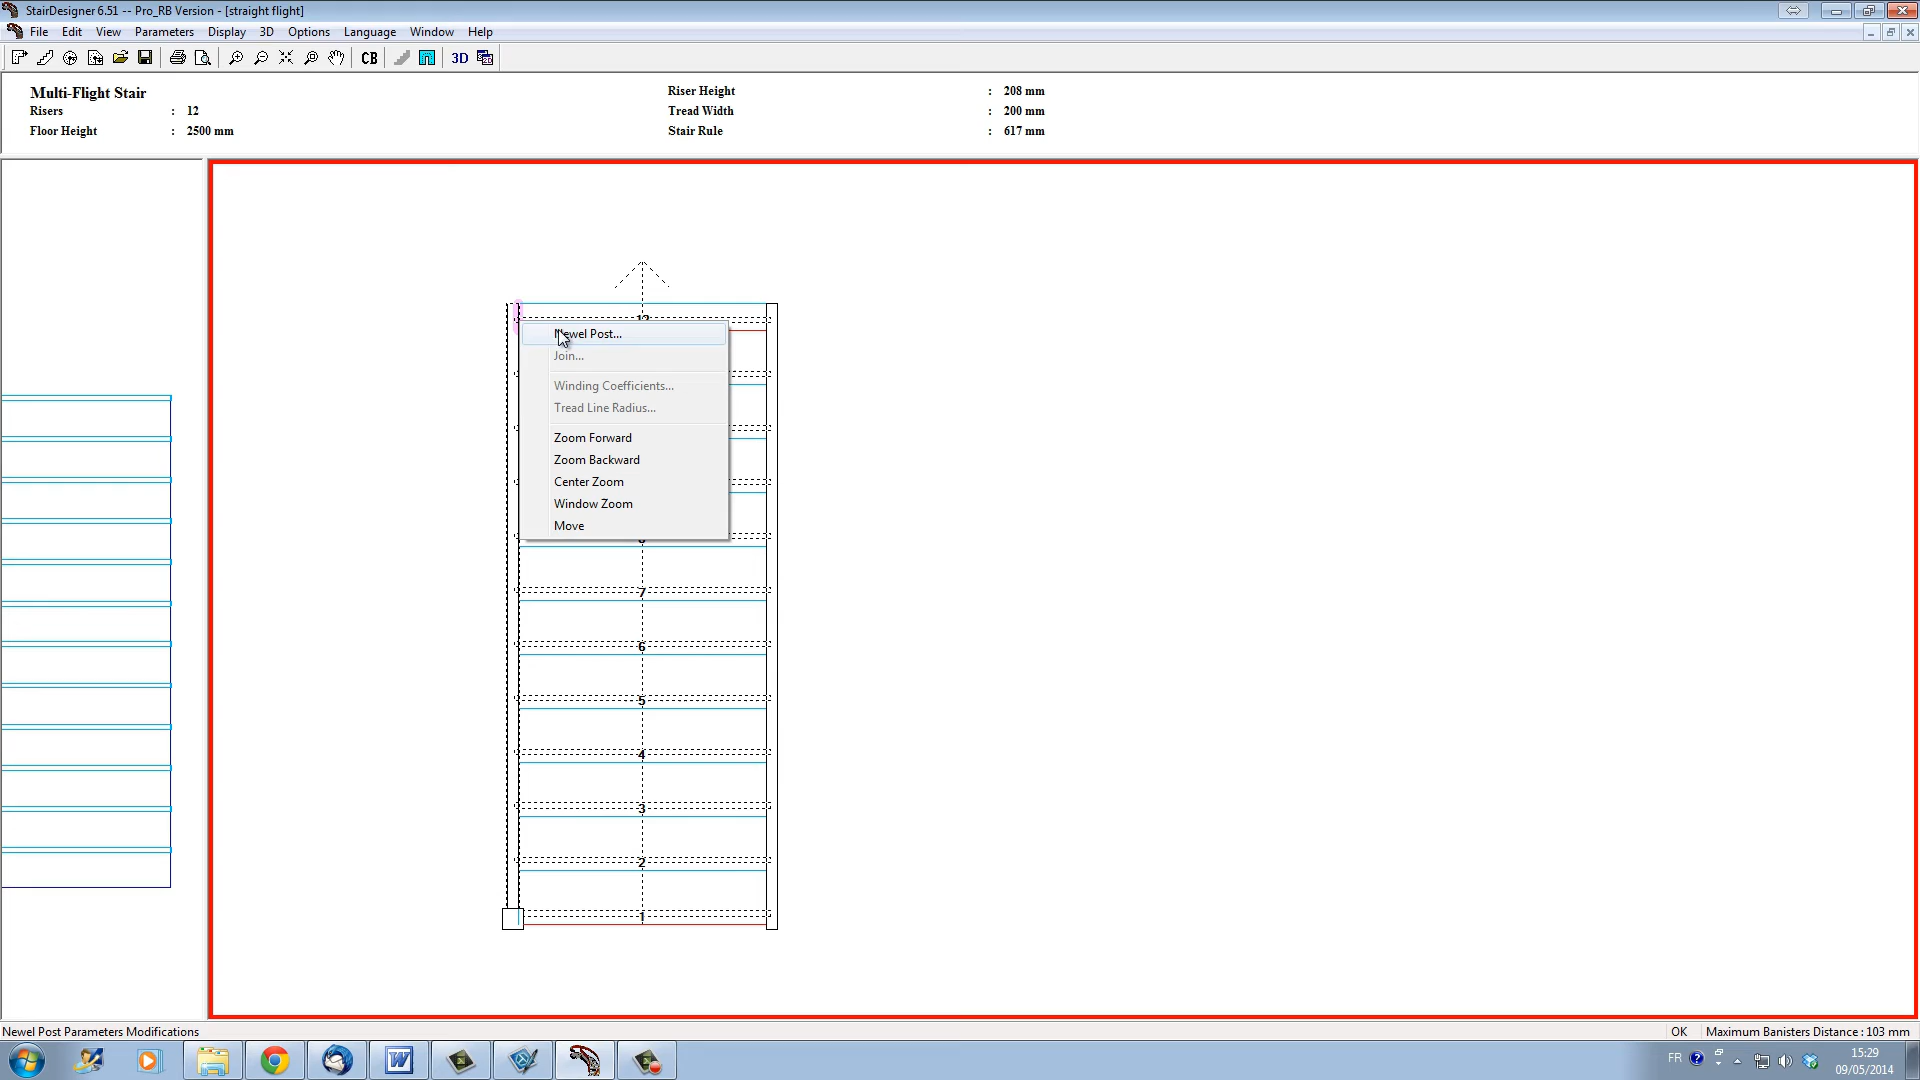 StairDesigner 6.51 -- Pro_RB Version - [straight flight]
File Edit View Parameters Display 3D Options Language Window Help
CB 3D
Multi-Flight Stair
Risers : 12
Floor Height : 2500 mm
Riser Height : 208 mm
Tread Width : 200 mm
Stair Rule : 617 mm
12
Newel Post...
Join...
Winding Coefficients...
Tread Line Radius...
Zoom Forward
Zoom Backward
Center Zoom
Window Zoom
Move
7
6
5
4
3
2
1
Newel Post Parameters Modifications
OK Maximum Banisters Distance : 103 mm
FR
15:29
09/05/2014